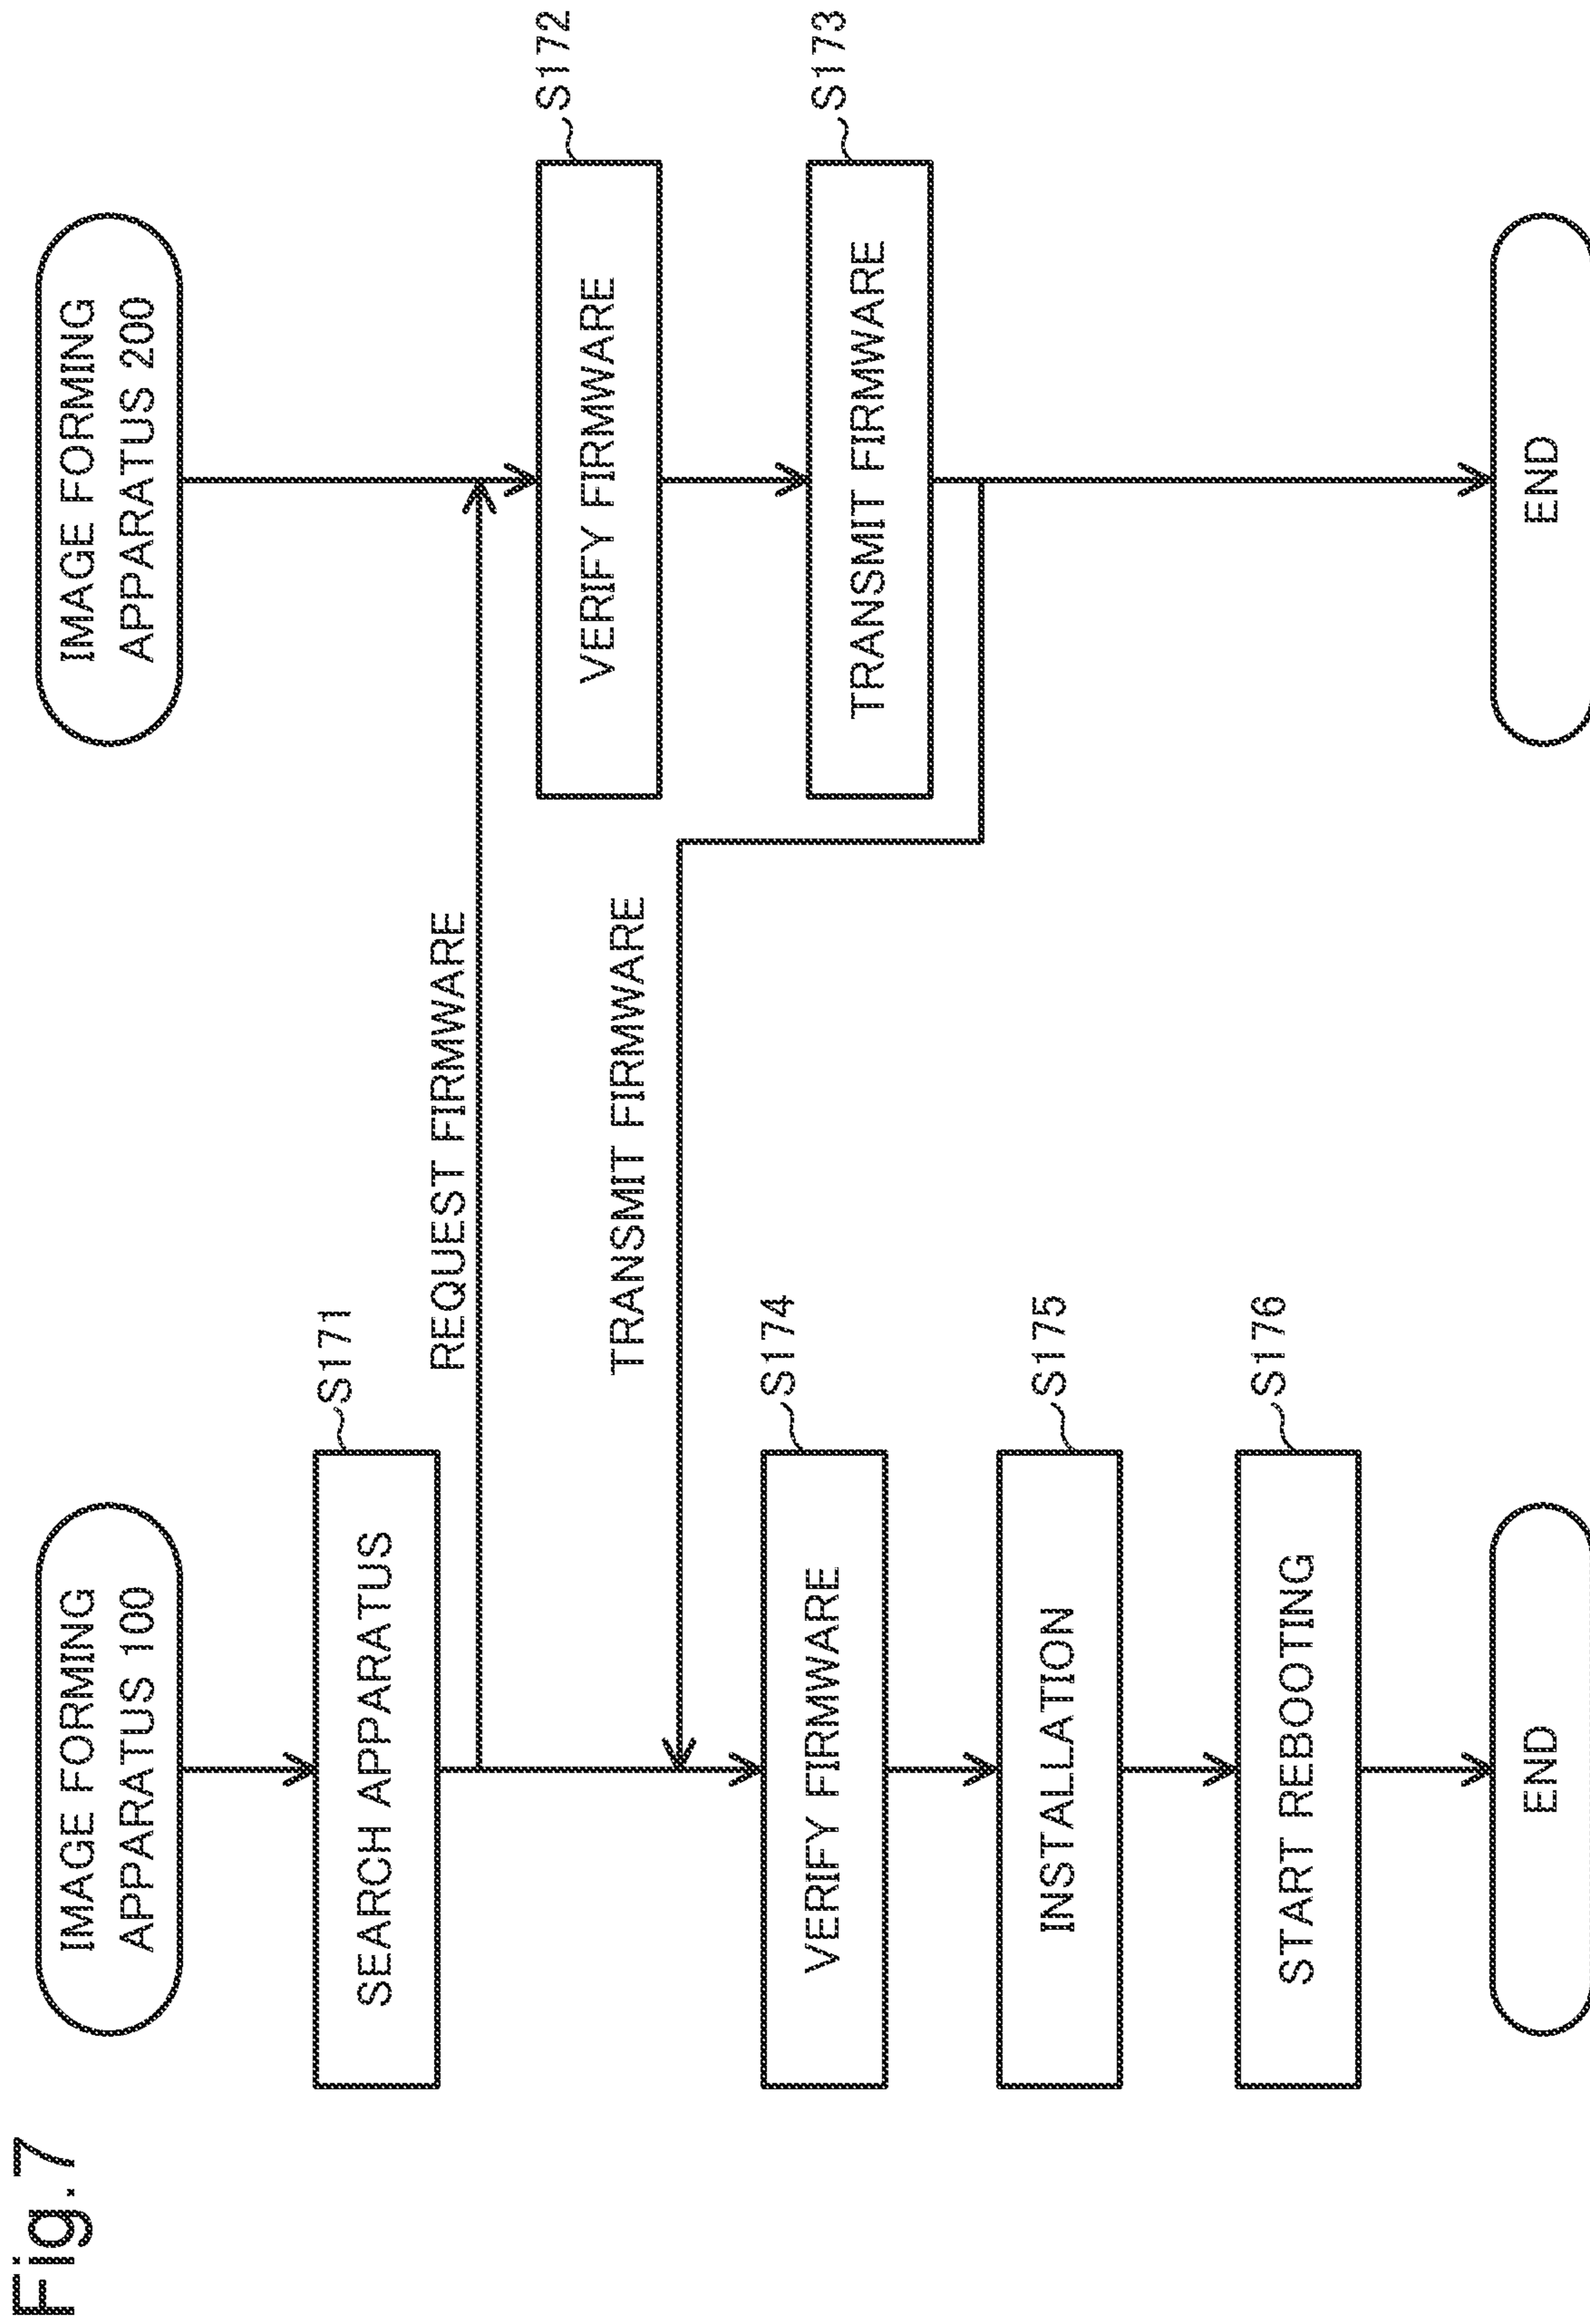 Fig.7
IMAGE FORMING
APPARATUS 100
IMAGE FORMING
APPARATUS 200
S171
SEARCH APPARATUS
REQUEST FIRMWARE
S172
VERIFY FIRMWARE
TRANSMIT FIRMWARE
S173
TRANSMIT FIRMWARE
S174
VERIFY FIRMWARE
S175
INSTALLATION
S176
START REBOOTING
END
END